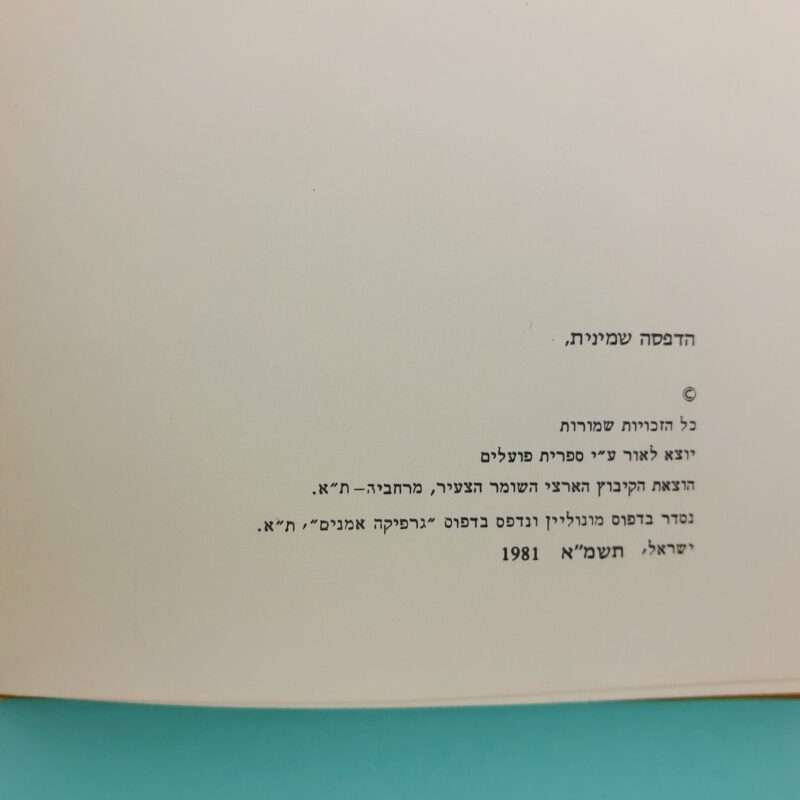 הדפסה שמינית,
©
כל הזכויות שמורות
יוצא לאור ע״י ספרית פועלים
הוצאת הקיבוץ הארצי השומר הצעיר, מרחביה – ת״א.
נסדר בדפוס מונוליין ונדפס בדפוס ״גרפיקה אמנים״, ת״א.
ישראל, תשמ״א 1981